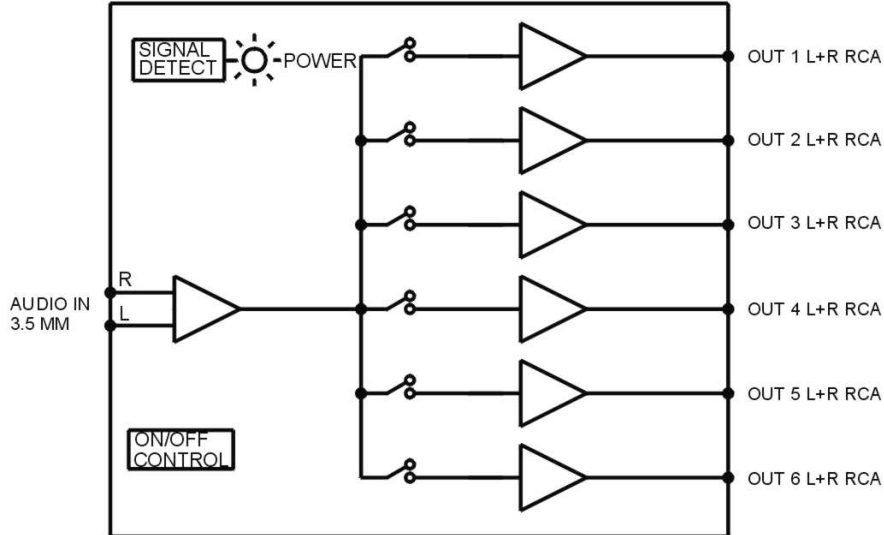 SIGNAL
DETECT
POWER
OUT 1 L+R RCA
OUT 2 L+R RCA
OUT 3 L+R RCA
R
AUDIO IN
3.5 MM
L
OUT 4 L+R RCA
OUT 5 L+R RCA
ON/OFF
CONTROL
OUT 6 L+R RCA